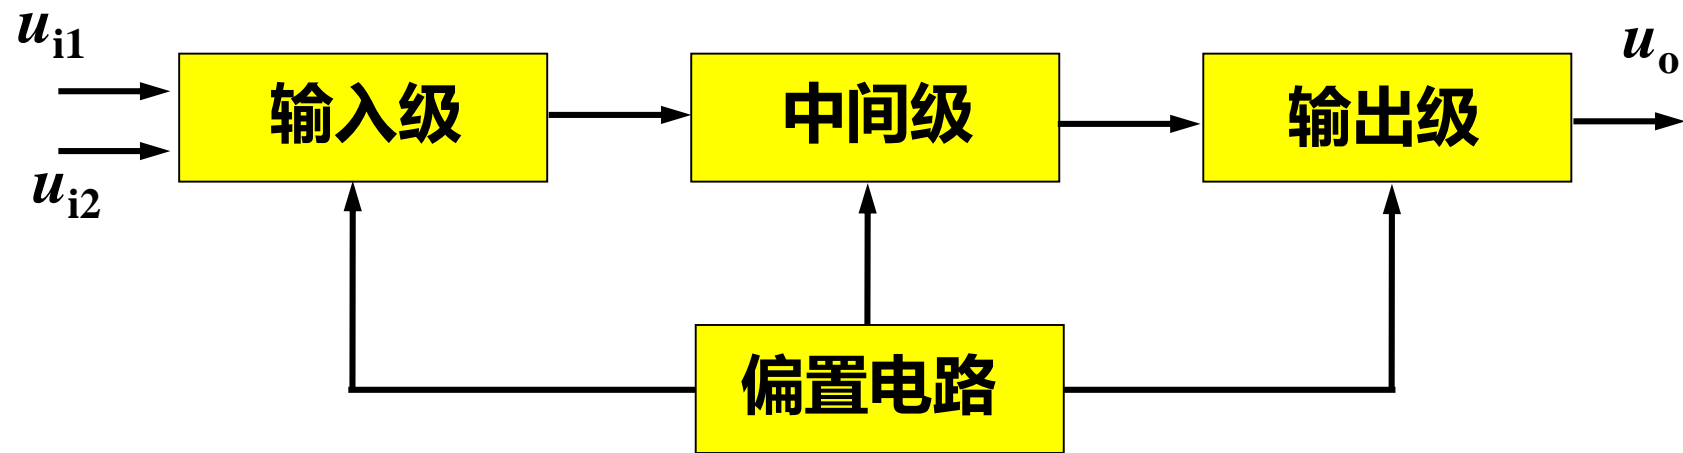 u_i1
u_o
输入级
中间级
输出级
u_i2
偏置电路